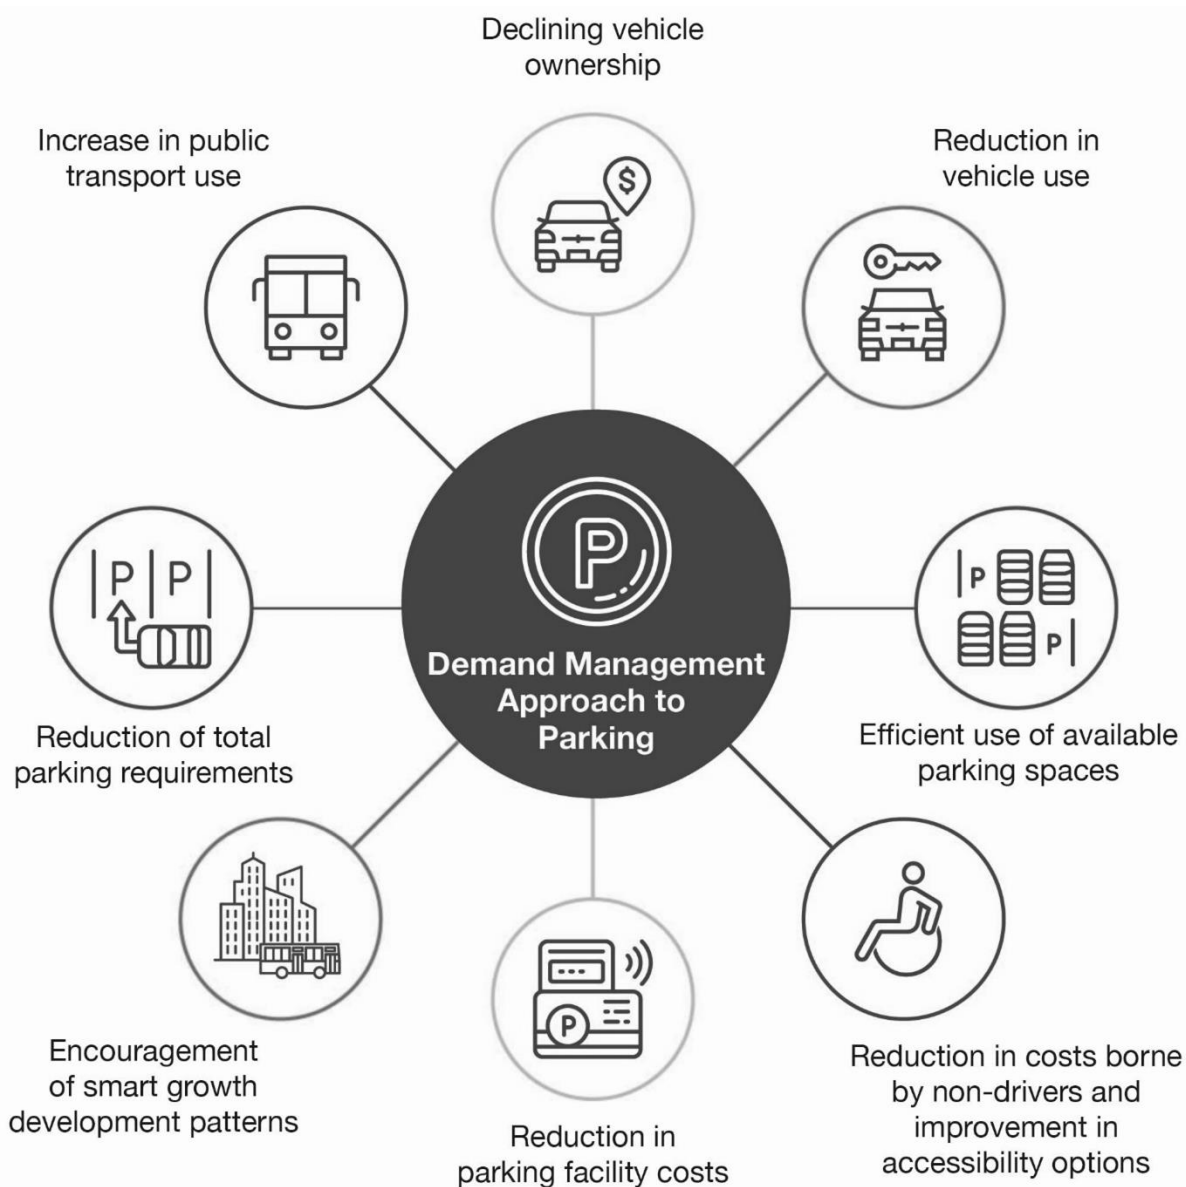 Declining vehicle
ownership
Increase in public
transport use
Reduction in
vehicle use
$
P
P
P
P
P
Demand Management
Approach to
Parking
Reduction of total
parking requirements
Efficient use of available
parking spaces
P
Encouragement
of smart growth
development patterns
Reduction in
parking facility costs
Reduction in costs borne
by non-drivers and
improvement in
accessibility options